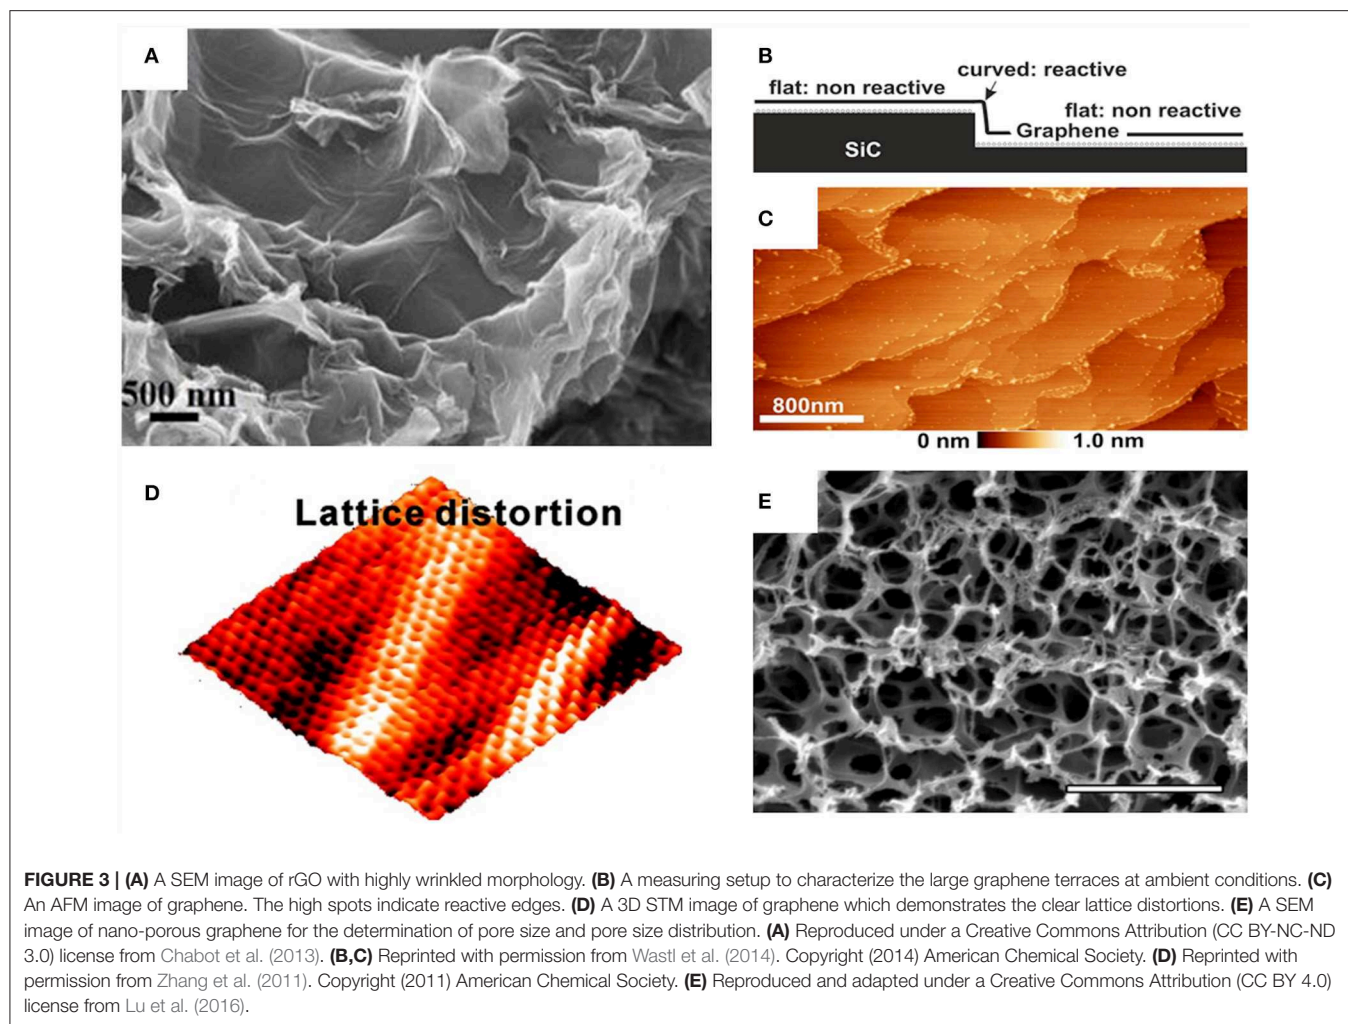 A
500 nm
B
curved: reactive
flat: non reactive
flat: non reactive
Graphene
SiC
C
800nm
0 nm 1.0 nm
D
Lattice distortion
E
FIGURE 3 | (A) A SEM image of rGO with highly wrinkled morphology. (B) A measuring setup to characterize the large graphene terraces at ambient conditions. (C)
An AFM image of graphene. The high spots indicate reactive edges. (D) A 3D STM image of graphene which demonstrates the clear lattice distortions. (E) A SEM
image of nano-porous graphene for the determination of pore size and pore size distribution. (A) Reproduced under a Creative Commons Attribution (CC BY-NC-ND
3.0) license from Chabot et al. (2013). (B,C) Reprinted with permission from Wastl et al. (2014). Copyright (2014) American Chemical Society. (D) Reprinted with
permission from Zhang et al. (2011). Copyright (2011) American Chemical Society. (E) Reproduced and adapted under a Creative Commons Attribution (CC BY 4.0)
license from Lu et al. (2016).